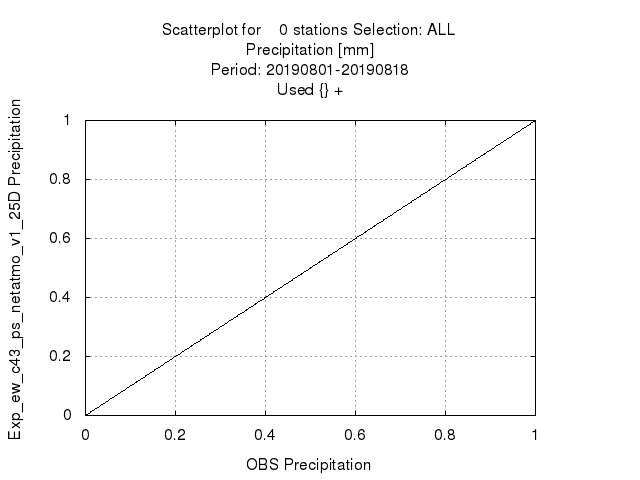 Scatterplot for    0 stations Selection: ALL
Precipitation [mm]
Period: 20190801-20190818
Used {} +
Exp_ew_c43_ps_netatmo_v1_25D Precipitation
1
0.8
0.6
0.4
0.2
0
0 0.2 0.4 0.6 0.8 1
OBS Precipitation